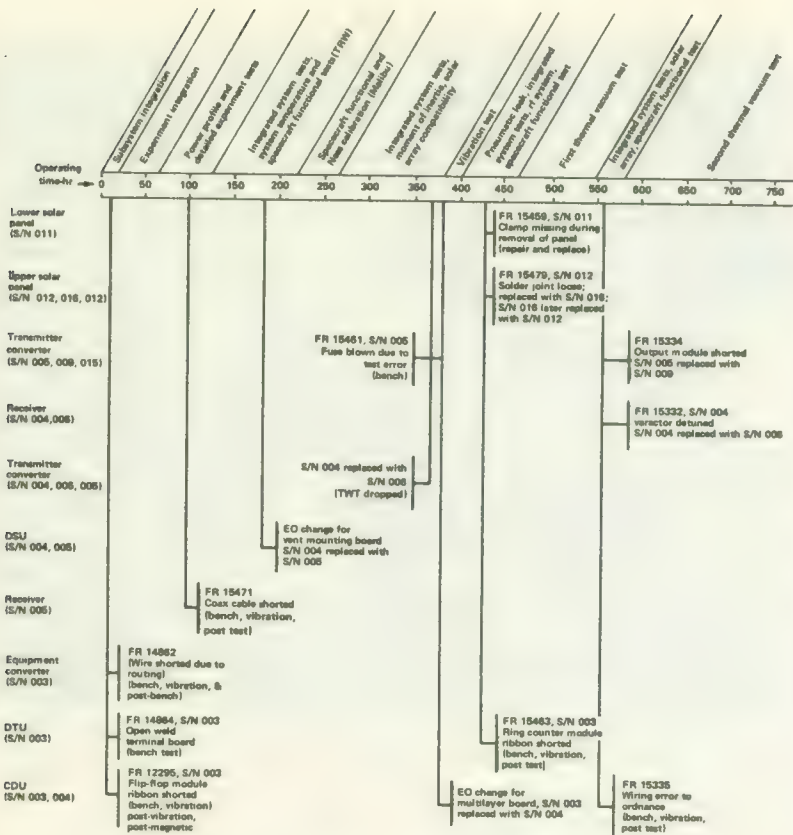 Subsystem integration
Experiment integration
Power profile and
detailed experiment tests
Integrated system tests,
system temperature and
spacecraft functional tests (TRW)
Spacecraft functional and
New calibration (Malibu)
Integrated system tests,
moment of inertia, solar
array compatibility
Vibration test
Pneumatic leak, integrated
system tests, rf system,
spacecraft functional test
First thermal vacuum test
Integrated system tests, solar
array, spacecraft functional test
Second thermal vacuum test
Operating
time-hr
0 50 100 150 200 250 300 350 400 450 500 550 600 650 700 750
Lower solar
panel
(S/N 011)
FR 15459, S/N 011
Clamp missing during
removal of panel
(repair and replace)
Upper solar
panel
(S/N 012, 016, 012)
FR 15479, S/N 012
Solder joint loose;
replaced with S/N 016;
S/N 016 later replaced
with S/N 012
Transmitter
converter
(S/N 005, 009, 015)
FR 15461, S/N 005
Fuse blown due to
test error
(bench)
FR 15334
Output module shorted
S/N 005 replaced with
S/N 009
Receiver
(S/N 004,006)
FR 15332, S/N 004
varactor detuned
S/N 004 replaced with S/N 006
Transmitter
converter
(S/N 004, 006, 005)
S/N 004 replaced with
S/N 006
(TWT dropped)
DSU
(S/N 004, 005)
EO change for
vent mounting board
S/N 004 replaced with
S/N 005
Receiver
(S/N 005)
FR 15471
Coax cable shorted
(bench, vibration,
post test)
Equipment
converter
(S/N 003)
FR 14862
(Wire shorted due to
routing)
(bench, vibration, &
post-bench)
DTU
(S/N 003)
FR 14864, S/N 003
Open weld
terminal board
(bench test)
FR 15463, S/N 003
Ring counter module
ribbon shorted
(bench, vibration,
post test)
CDU
(S/N 003, 004)
FR 12295, S/N 003
Flip-flop module
ribbon shorted
(bench, vibration)
post-vibration,
post-magnetic
EO change for
multilayer board, S/N 003
replaced with S/N 004
FR 15335
Wiring error to
ordnance
(bench, vibration,
post test)